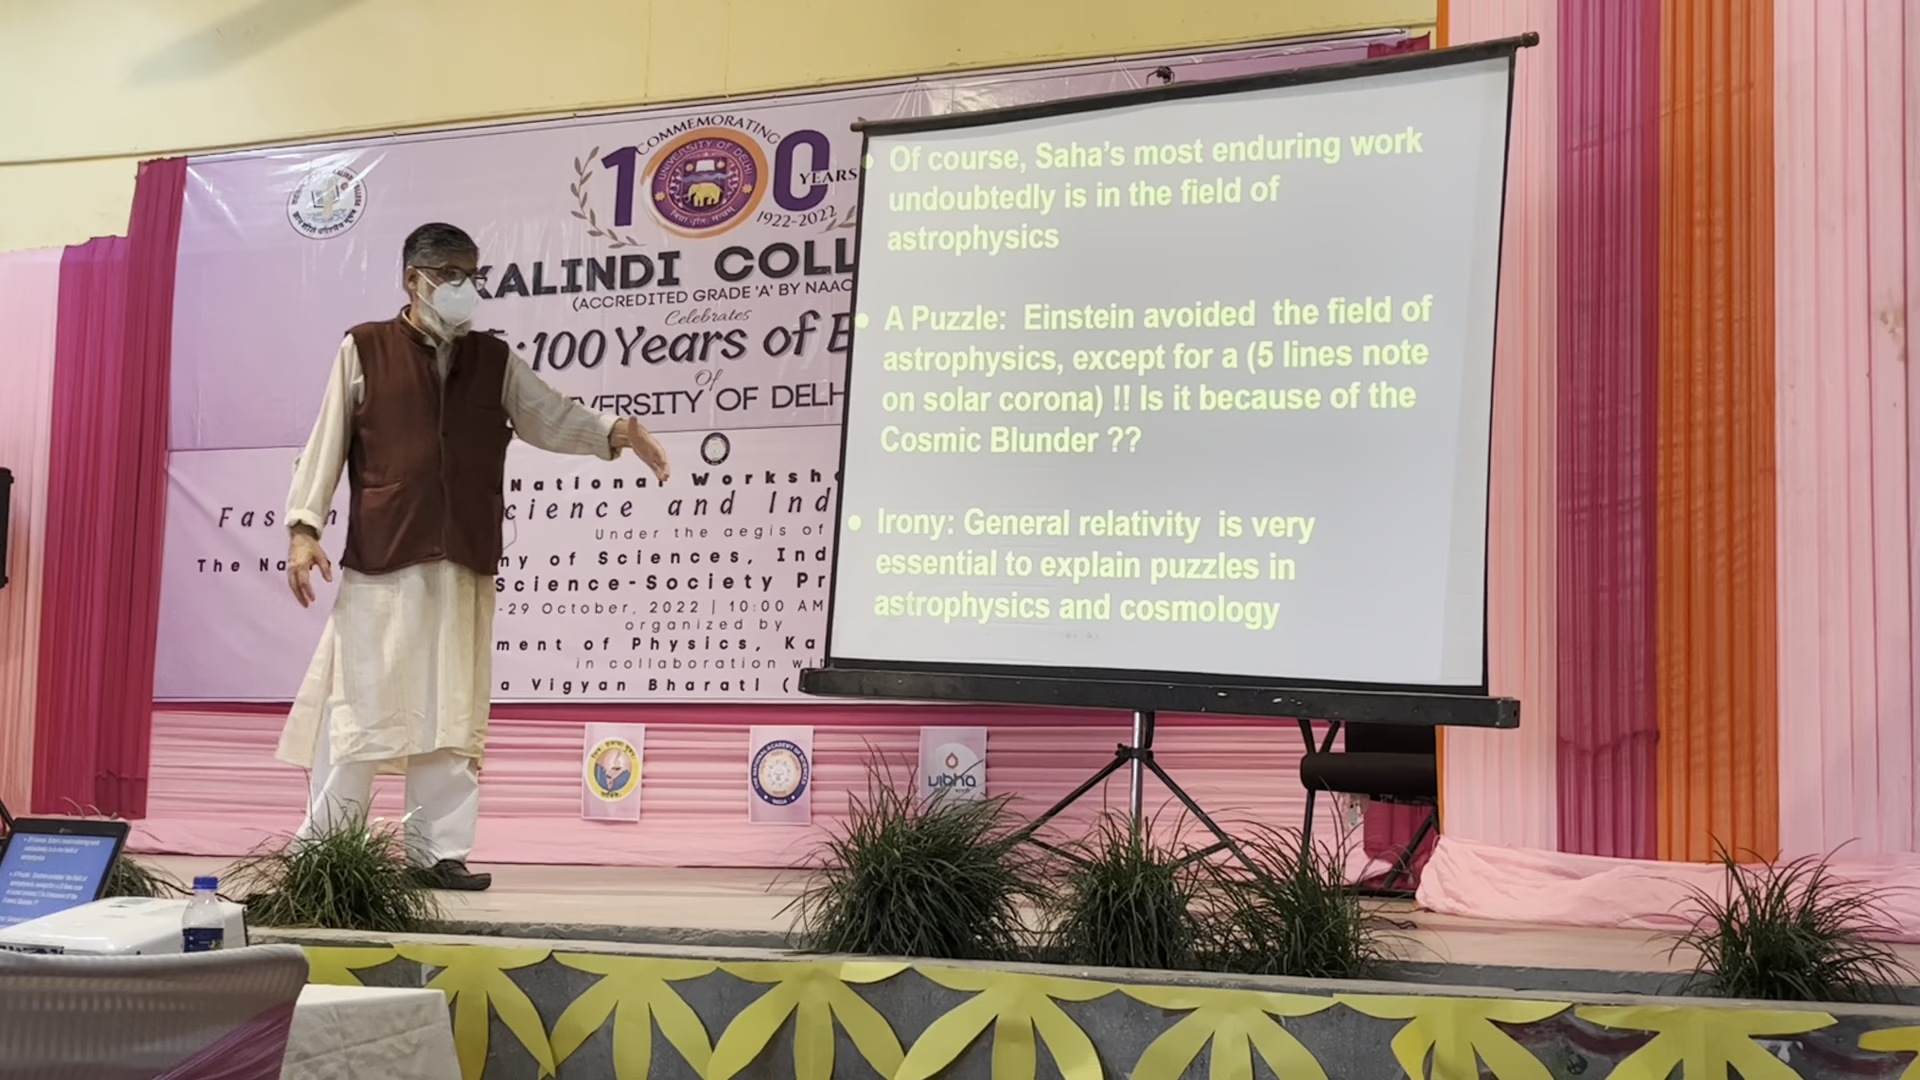 COMMEMORATING
100
YEARS
UNIVERSITY OF DELHI
1922-2022
KALINDI COLL
(ACCREDITED GRADE 'A' BY NAAC
Celebrates
:100 Years of E
Of
VERSITY OF DELH
National Worksh
cience and Ind
Under the aegis of
The Na my of Sciences, Ind
Science-Society Pr
-29 October, 2022 | 10:00 AM
organized by
ment of Physics, Ka
in collaboration wit
a Vigyan Bharati (
• Of course, Saha's most enduring work
undoubtedly is in the field of
astrophysics
• A Puzzle: Einstein avoided the field of
astrophysics, except for a (5 lines note
on solar corona) !! Is it because of the
Cosmic Blunder ??
• Irony: General relativity is very
essential to explain puzzles in
astrophysics and cosmology
vibha